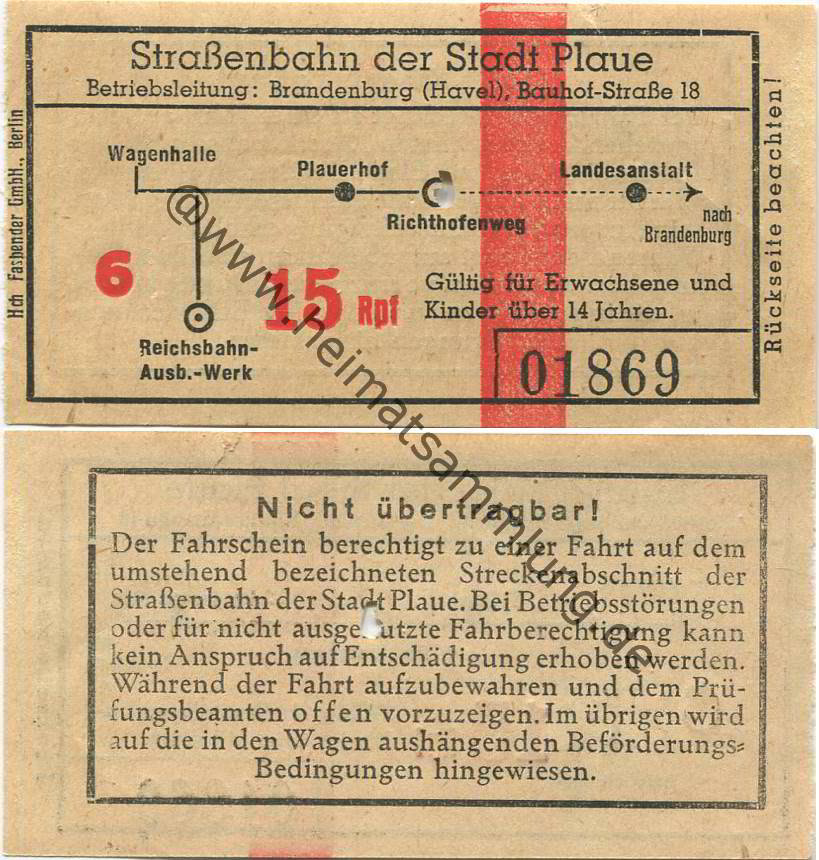 Straßenbahn der Stadt Plaue
Betriebsleitung: Brandenburg (Havel), Bauhof-Straße 18
Hch Fasbender GmbH., Berlin
Wagenhalle
Plauerhof
Landesanstalt
Richthofenweg
nach
Brandenburg
6
15 Rpf
Gültig für Erwachsene und
Kinder über 14 Jahren.
Reichsbahn-
Ausb.-Werk
01869
Rückseite beachten!
@www.heimatsammlung.de
Nicht übertragbar!
Der Fahrschein berechtigt zu einer Fahrt auf dem
umstehend bezeichneten Streckenabschnitt der
Straßenbahn der Stadt Plaue. Bei Betriebsstörungen
oder für nicht ausgenutzte Fahrberechtigung kann
kein Anspruch auf Entschädigung erhoben werden.
Während der Fahrt aufzubewahren und dem Prü-
fungsbeamten offen vorzuzeigen. Im übrigen wird
auf die in den Wagen aushängenden Beförderungs-
Bedingungen hingewiesen.